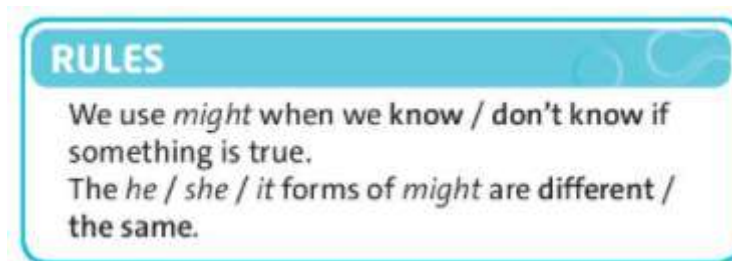 RULES
We use might when we know / don't know if
something is true.
The he / she / it forms of might are different /
the same.